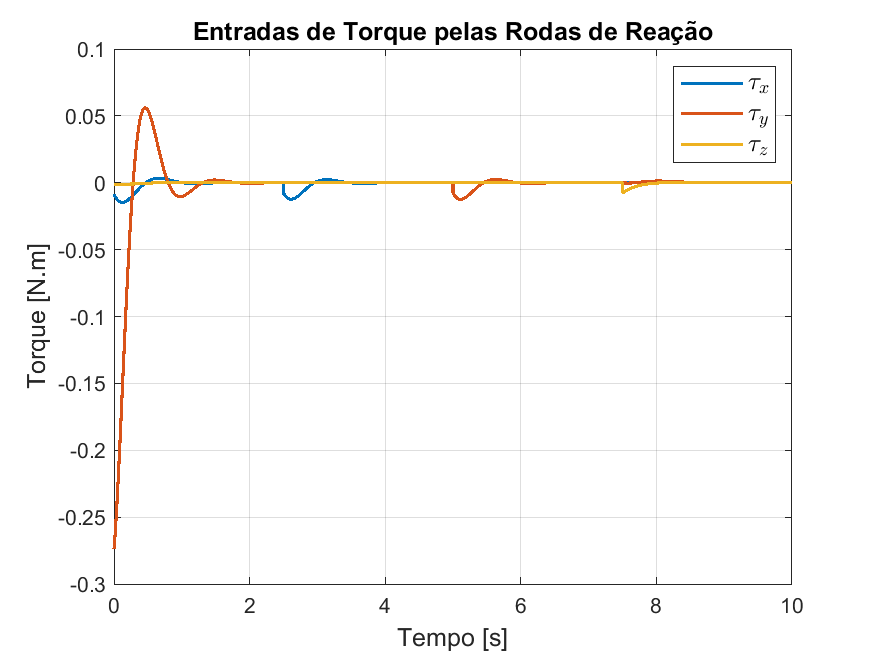 Entradas de Torque pelas Rodas de Reação
0.1
0.05
0
-0.05
-0.1
-0.15
-0.2
-0.25
-0.3
Torque [N.m]
τx
τy
τz
0 2 4 6 8 10
Tempo [s]